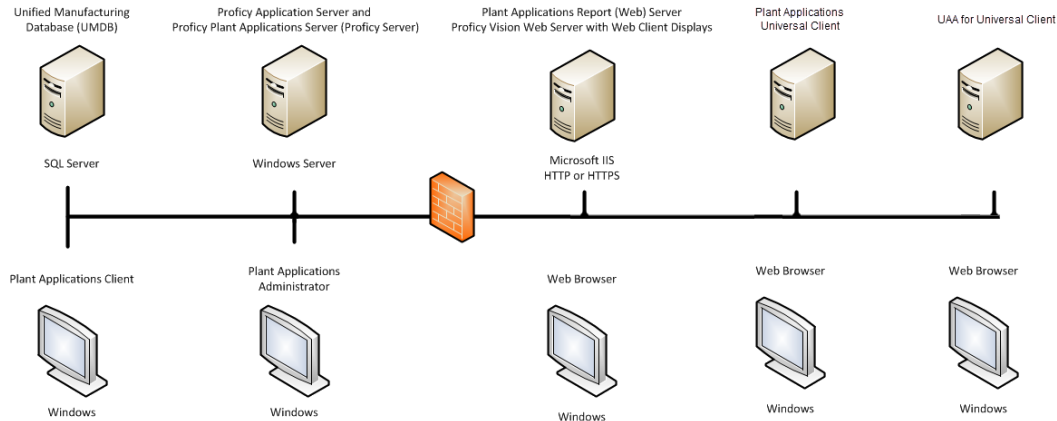 Unified Manufacturing
Database (UMDB)
Proficy Application Server and
Proficy Plant Applications Server (Proficy Server)
Plant Applications Report (Web) Server
Proficy Vision Web Server with Web Client Displays
Plant Applications
Universal Client
UAA for Universal Client
SQL Server
Windows Server
Microsoft IIS
HTTP or HTTPS
Plant Applications Client
Plant Applications
Administrator
Web Browser
Web Browser
Web Browser
Windows
Windows
Windows
Windows
Windows